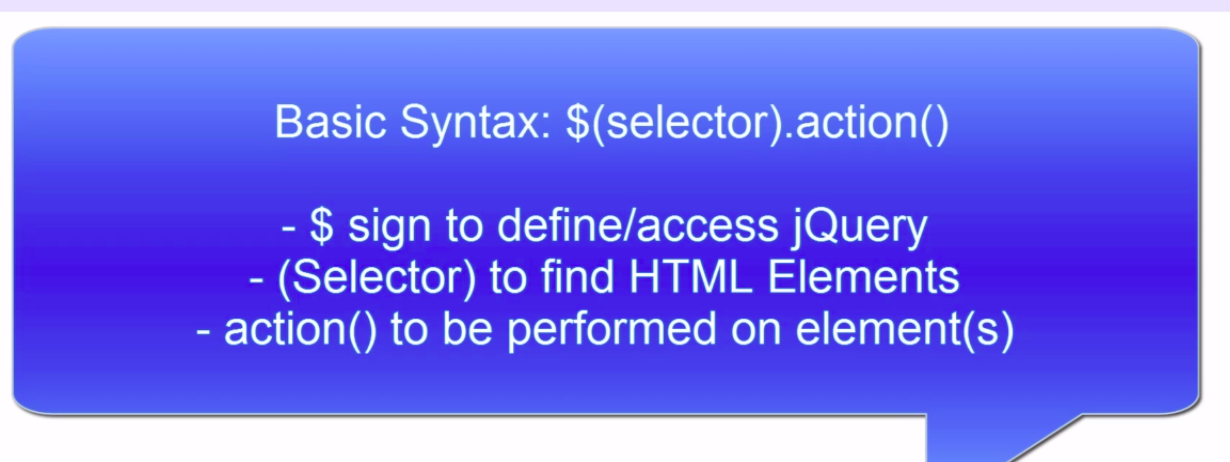 Basic Syntax: $(selector).action()
- $ sign to define/access jQuery
- (Selector) to find HTML Elements
- action() to be performed on element(s)